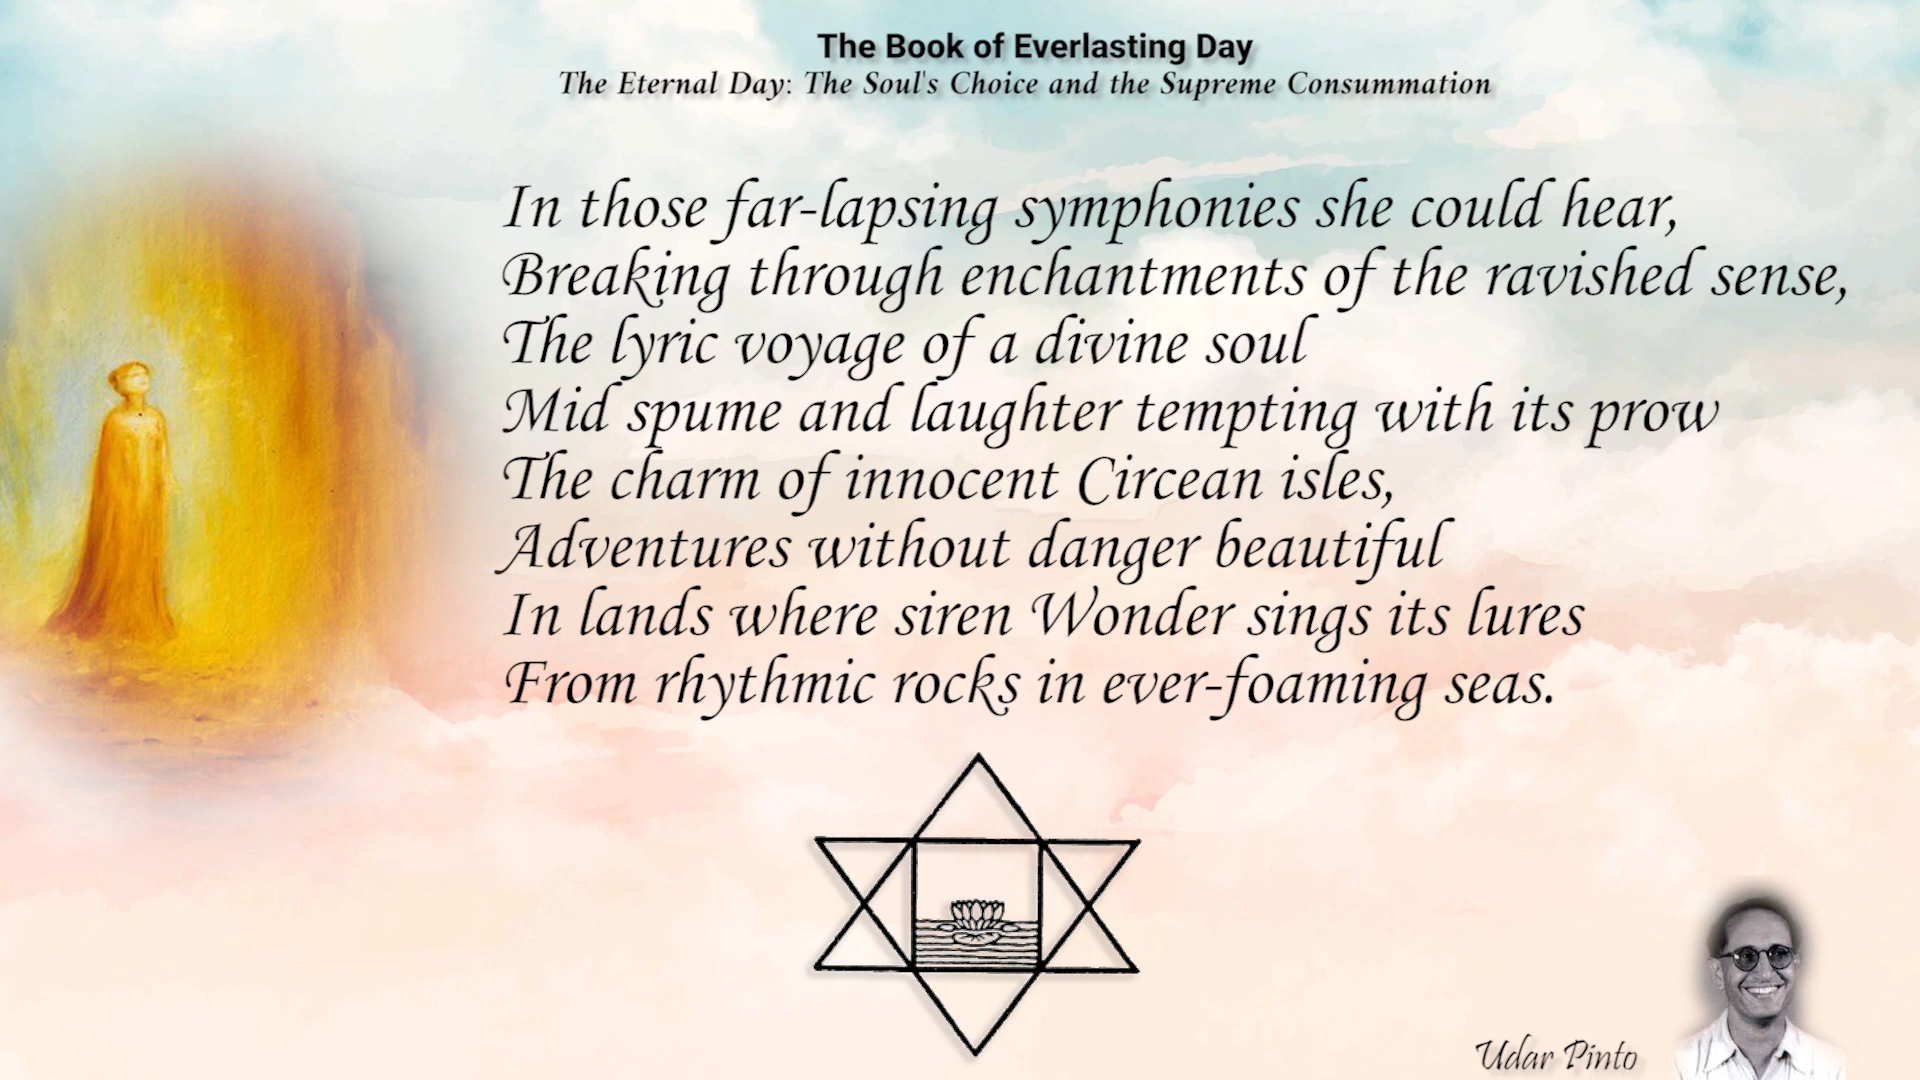 The Book of Everlasting Day
The Eternal Day: The Soul's Choice and the Supreme Consummation
In those far-lapsing symphonies she could hear,
Breaking through enchantments of the ravished sense,
The lyric voyage of a divine soul
Mid spume and laughter tempting with its prow
The charm of innocent Circean isles,
Adventures without danger beautiful
In lands where siren Wonder sings its lures
From rhythmic rocks in ever-foaming seas.
Udar Pinto